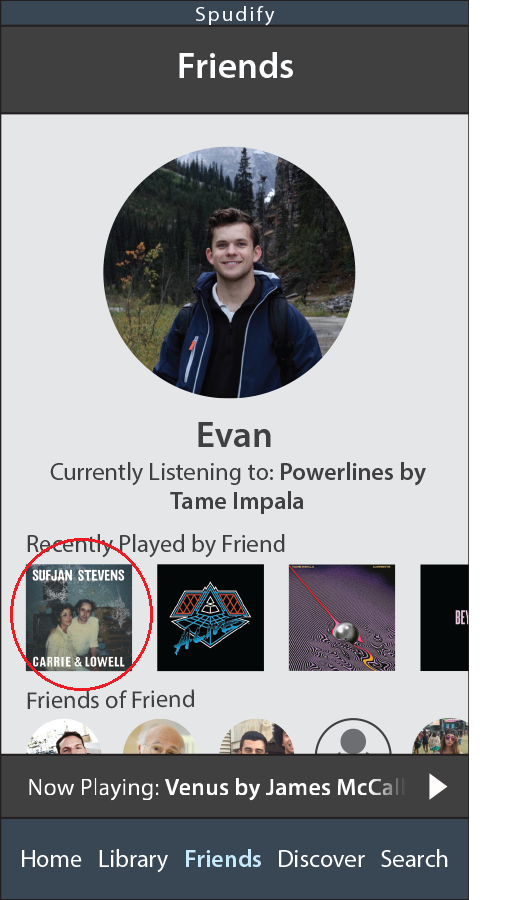 Spudify
Friends
Evan
Currently Listening to: Powerlines by
Tame Impala
Recently Played by Friend
SUFJAN STEVENS
CARRIE & LOWELL
Friends of Friend
Now Playing: Venus by James McCall
Home Library Friends Discover Search